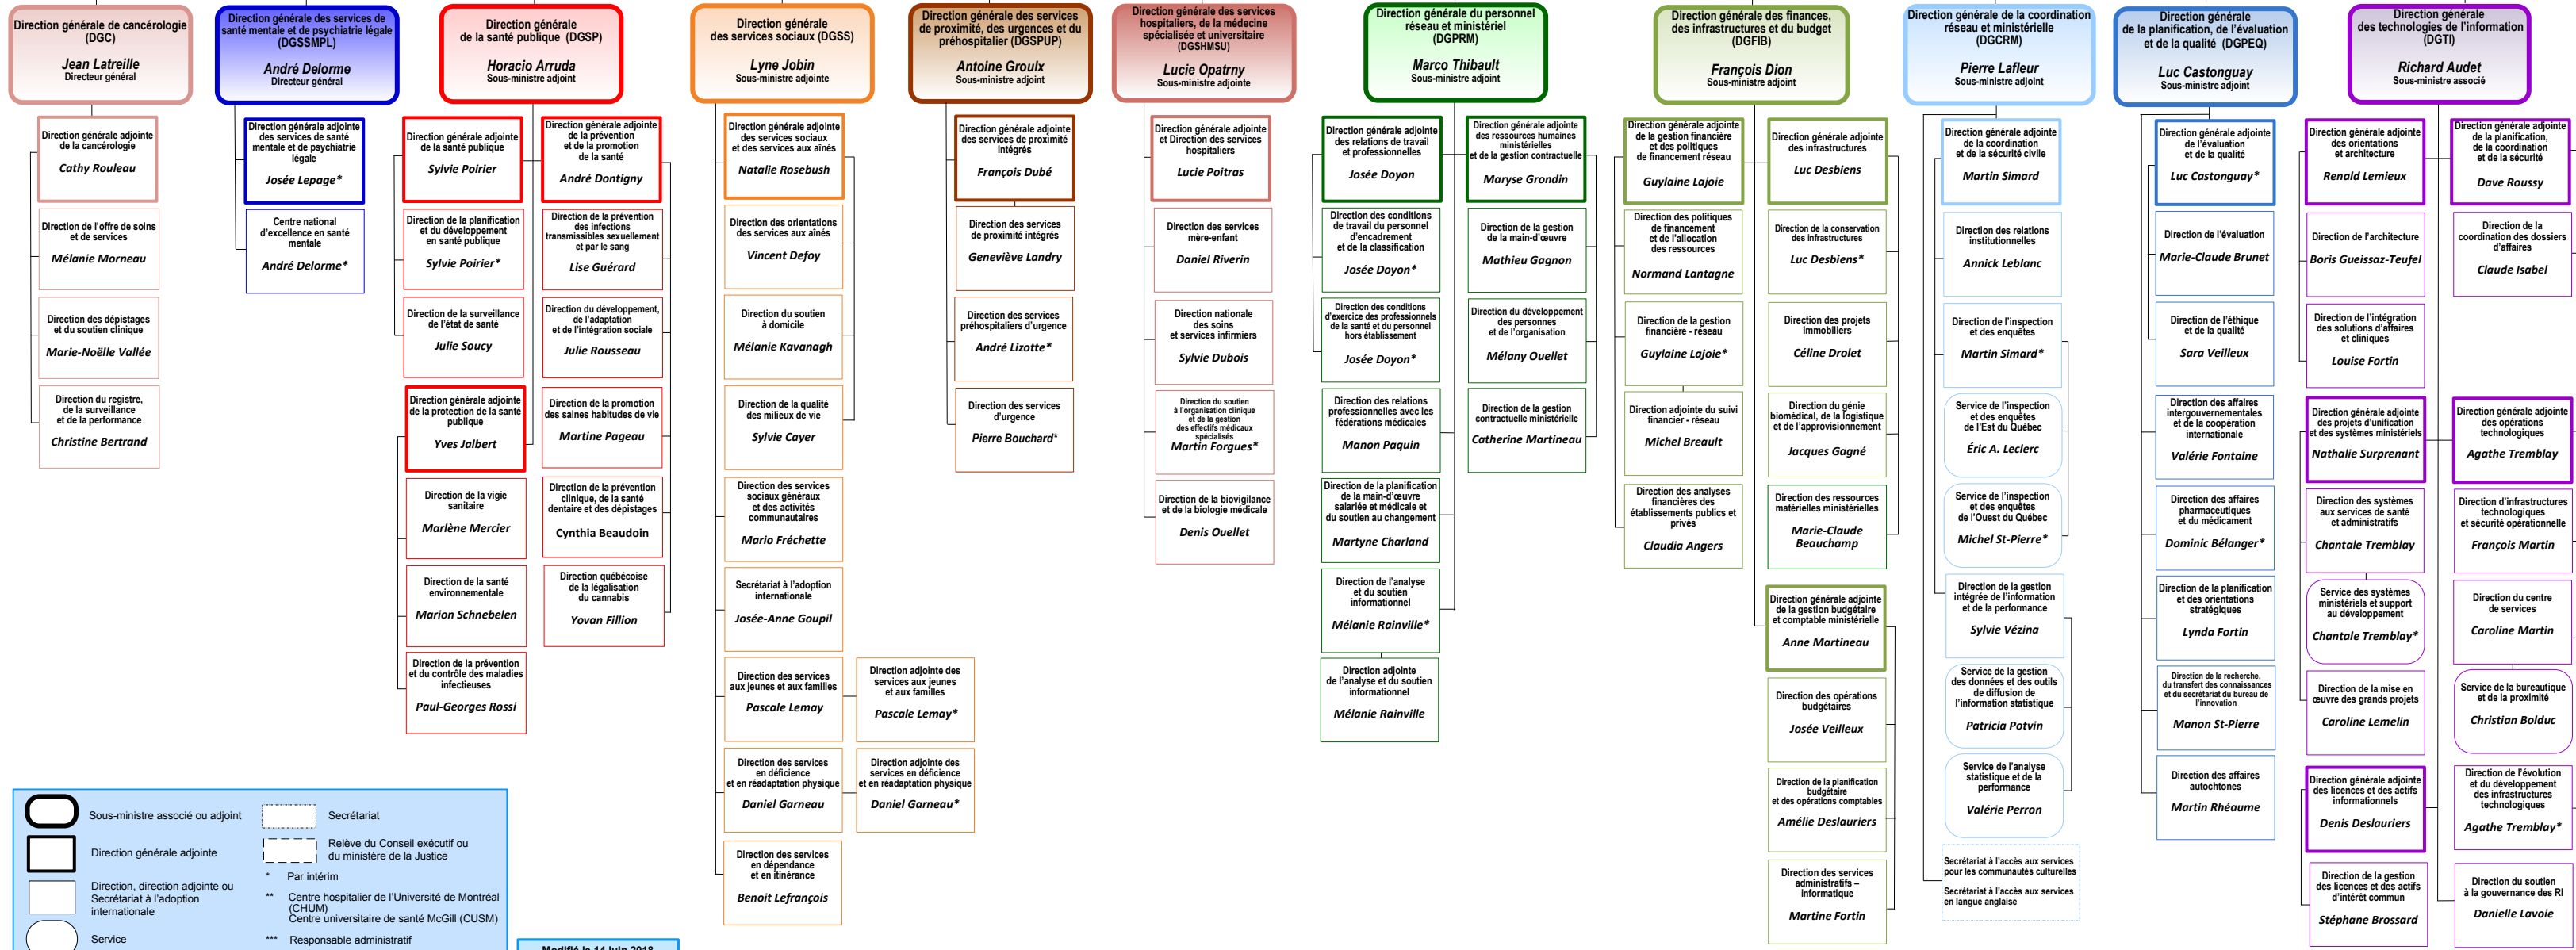 Direction générale de cancérologie
(DGC)
Jean Latreille
Directeur général
Direction générale adjointe
de la cancérologie
Cathy Rouleau
Direction de l'offre de soins
et de services
Mélanie Morneau
Direction des dépistages
et du soutien clinique
Marie-Noëlle Vallée
Direction du registre,
de la surveillance
et de la performance
Christine Bertrand
Direction générale des services de
santé mentale et de psychiatrie légale
(DGSSMPL)
André Delorme
Directeur général
Direction générale adjointe
des services de santé
mentale et de psychiatrie
légale
Josée Lepage*
Centre national
d'excellence en santé
mentale
André Delorme*
Direction générale
de la santé publique (DGSP)
Horacio Arruda
Sous-ministre adjoint
Direction générale adjointe
de la santé publique
Sylvie Poirier
Direction de la planification
et du développement
en santé publique
Sylvie Poirier*
Direction de la surveillance
de l'état de santé
Julie Soucy
Direction générale adjointe
de la protection de la santé
publique
Yves Jalbert
Direction de la vigie
sanitaire
Marlène Mercier
Direction de la santé
environnementale
Marion Schnebelen
Direction de la prévention
et du contrôle des maladies
infectieuses
Paul-Georges Rossi
Direction générale adjointe
de la prévention
et de la promotion
de la santé
André Dontigny
Direction de la prévention
des infections
transmissibles sexuellement
et par le sang
Lise Guérard
Direction du développement,
de l'adaptation
et de l'intégration sociale
Julie Rousseau
Direction de la promotion
des saines habitudes de vie
Martine Pageau
Direction de la prévention
clinique, de la santé
dentaire et des dépistages
Cynthia Beaudoin
Direction québécoise
de la légalisation
du cannabis
Yovan Fillion
Direction générale
des services sociaux (DGSS)
Lyne Jobin
Sous-ministre adjointe
Direction générale adjointe
des services sociaux
et des services aux aînés
Natalie Rosebush
Direction des orientations
des services aux aînés
Vincent Defoy
Direction du soutien
à domicile
Mélanie Kavanagh
Direction de la qualité
des milieux de vie
Sylvie Cayer
Direction des services
sociaux généraux
et des activités
communautaires
Mario Fréchette
Secrétariat à l'adoption
internationale
Josée-Anne Goupil
Direction des services
aux jeunes et aux familles
Pascale Lemay
Direction adjointe des
services aux jeunes
et aux familles
Pascale Lemay*
Direction des services
en déficience
et en réadaptation physique
Daniel Garneau
Direction adjointe des
services en déficience
et en réadaptation physique
Daniel Garneau*
Direction des services
en dépendance
et en itinérance
Benoit Lefrançois
Direction générale des services
de proximité, des urgences et du
préhospitalier (DGSPUP)
Antoine Groulx
Sous-ministre adjoint
Direction générale adjointe
des services de proximité
intégrés
François Dubé
Direction des services
de proximité intégrés
Geneviève Landry
Direction des services
préhospitaliers d'urgence
André Lizotte*
Direction des services
d'urgence
Pierre Bouchard*
Direction générale des services
hospitaliers, de la médecine
spécialisée et universitaire
(DGSHMSU)
Lucie Opatrny
Sous-ministre adjointe
Direction générale adjointe
et Direction des services
hospitaliers
Lucie Poitras
Direction des services
mère-enfant
Daniel Riverin
Direction nationale
des soins
et services infirmiers
Sylvie Dubois
Direction du soutien
à l'organisation clinique
et de la gestion
des effectifs médicaux
spécialisés
Martin Forgues*
Direction de la biovigilance
et de la biologie médicale
Denis Ouellet
Direction générale du personnel
réseau et ministériel
(DGPRM)
Marco Thibault
Sous-ministre adjoint
Direction générale adjointe
des relations de travail
et professionnelles
Josée Doyon
Direction des conditions
de travail du personnel
d'encadrement
et de la classification
Josée Doyon*
Direction des conditions
d'exercice des professionnels
de la santé et du personnel
hors établissement
Josée Doyon*
Direction des relations
professionnelles avec les
fédérations médicales
Manon Paquin
Direction de la planification
de la main-d'œuvre
salariée et médicale et
du soutien au changement
Martyne Charland
Direction de l'analyse
et du soutien
informationnel
Mélanie Rainville*
Direction adjointe
de l'analyse et du soutien
informationnel
Mélanie Rainville
Direction générale adjointe
des ressources humaines
ministérielles
et de la gestion contractuelle
Maryse Grondin
Direction de la gestion
de la main-d'œuvre
Mathieu Gagnon
Direction du développement
des personnes
et de l'organisation
Mélany Ouellet
Direction de la gestion
contractuelle ministérielle
Catherine Martineau
Direction générale des finances,
des infrastructures et du budget
(DGFIB)
François Dion
Sous-ministre adjoint
Direction générale adjointe
de la gestion financière
et des politiques
de financement réseau
Guylaine Lajoie
Direction des politiques
de financement
et de l'allocation
des ressources
Normand Lantagne
Direction de la gestion
financière - réseau
Guylaine Lajoie*
Direction adjointe du suivi
financier - réseau
Michel Breault
Direction des analyses
financières des
établissements publics et
privés
Claudia Angers
Direction générale adjointe
des infrastructures
Luc Desbiens
Direction de la conservation
des infrastructures
Luc Desbiens*
Direction des projets
immobiliers
Céline Drolet
Direction du génie
biomédical, de la logistique
et de l'approvisionnement
Jacques Gagné
Direction des ressources
matérielles ministérielles
Marie-Claude
Beauchamp
Direction générale adjointe
de la gestion budgétaire
et comptable ministérielle
Anne Martineau
Direction des opérations
budgétaires
Josée Veilleux
Direction de la planification
budgétaire
et des opérations comptables
Amélie Deslauriers
Direction des services
administratifs –
informatique
Martine Fortin
Direction générale de la coordination
réseau et ministérielle
(DGCRM)
Pierre Lafleur
Sous-ministre adjoint
Direction générale adjointe
de la coordination
et de la sécurité civile
Martin Simard
Direction des relations
institutionnelles
Annick Leblanc
Direction de l'inspection
et des enquêtes
Martin Simard*
Service de l'inspection
et des enquêtes
de l'Est du Québec
Éric A. Leclerc
Service de l'inspection
et des enquêtes
de l'Ouest du Québec
Michel St-Pierre*
Direction de la gestion
intégrée de l'information
et de la performance
Sylvie Vézina
Service de la gestion
des données et des outils
de diffusion de
l'information statistique
Patricia Potvin
Service de l'analyse
statistique et de la
performance
Valérie Perron
Secrétariat à l'accès aux services
pour les communautés culturelles
Secrétariat à l'accès aux services
en langue anglaise
Direction générale
de la planification, de l'évaluation
et de la qualité (DGPEQ)
Luc Castonguay
Sous-ministre adjoint
Direction générale adjointe
de l'évaluation
et de la qualité
Luc Castonguay*
Direction de l'évaluation
Marie-Claude Brunet
Direction de l'éthique
et de la qualité
Sara Veilleux
Direction des affaires
intergouvernementales
et de la coopération
internationale
Valérie Fontaine
Direction des affaires
pharmaceutiques
et du médicament
Dominic Bélanger*
Direction de la planification
et des orientations
stratégiques
Lynda Fortin
Direction de la recherche,
du transfert des connaissances
et du secrétariat du bureau de
l'innovation
Manon St-Pierre
Direction des affaires
autochtones
Martin Rhéaume
Direction générale
des technologies de l'information
(DGTI)
Richard Audet
Sous-ministre associé
Direction générale adjointe
des orientations
et architecture
Renald Lemieux
Direction de l'architecture
Boris Gueissaz-Teufel
Direction de l'intégration
des solutions d'affaires
et cliniques
Louise Fortin
Direction générale adjointe
des projets d'unification
et des systèmes ministériels
Nathalie Surprenant
Direction des systèmes
aux services de santé
et administratifs
Chantale Tremblay
Service des systèmes
ministériels et support
au développement
Chantale Tremblay*
Direction de la mise en
œuvre des grands projets
Caroline Lemelin
Direction générale adjointe
des licences et des actifs
informationnels
Denis Deslauriers
Direction de la gestion
des licences et des actifs
d'intérêt commun
Stéphane Brossard
Direction générale adjointe
de la planification,
de la coordination
et de la sécurité
Dave Roussy
Direction de la
coordination des dossiers
d'affaires
Claude Isabel
Direction générale adjointe
des opérations
technologiques
Agathe Tremblay
Direction d'infrastructures
technologiques
et sécurité opérationnelle
François Martin
Direction du centre
de services
Caroline Martin
Service de la bureautique
et de la proximité
Christian Bolduc
Direction de l'évolution
et du développement
des infrastructures
technologiques
Agathe Tremblay*
Direction du soutien
à la gouvernance des RI
Danielle Lavoie
Sous-ministre associé ou adjoint
Direction générale adjointe
Direction, direction adjointe ou
Secrétariat à l'adoption
internationale
Service
Secrétariat
Relève du Conseil exécutif ou
du ministère de la Justice
* Par intérim
** Centre hospitalier de l'Université de Montréal
(CHUM)
Centre universitaire de santé McGill (CUSM)
*** Responsable administratif
Modifié le 14 juin 2018